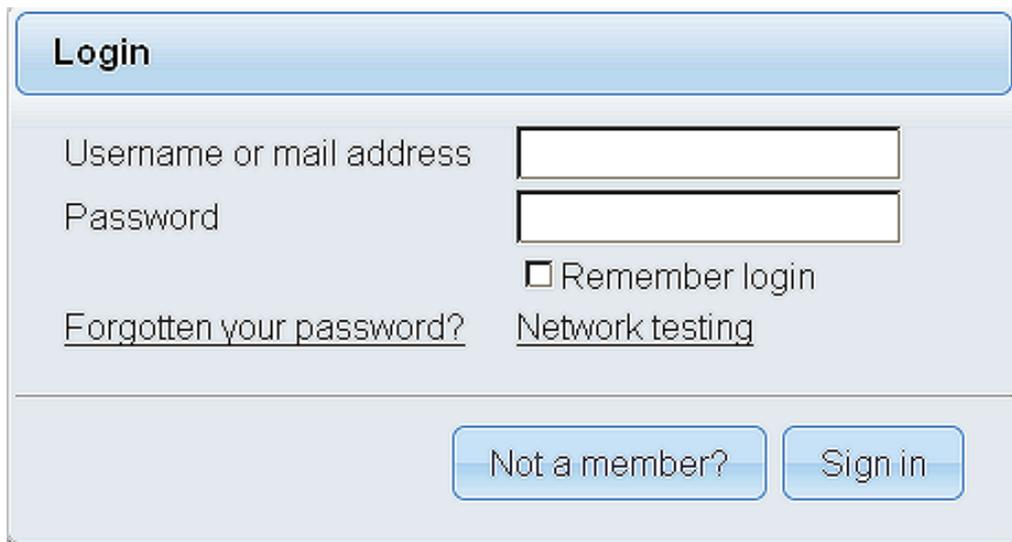 Login
Username or mail address
Password
Remember login
Forgotten your password? Network testing
Not a member? Sign in